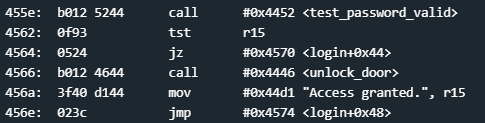 455e: b012 5244 call #0x4452 <test_password_valid>
4562: 0f93 tst r15
4564: 0524 jz #0x4570 <login+0x44>
4566: b012 4644 call #0x4446 <unlock_door>
456a: 3f40 d144 mov #0x44d1 "Access granted.", r15
456e: 023c jmp #0x4574 <login+0x48>